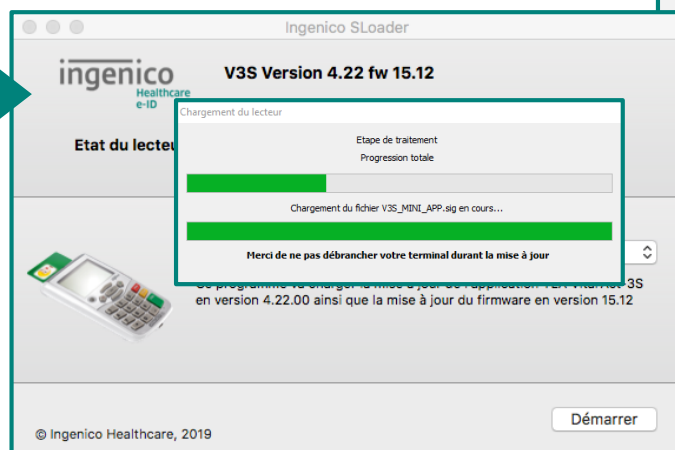 Ingenico SLoader
ingenico
Healthcare
e-ID
V3S Version 4.22 fw 15.12
Etat du lecteu
Chargement du lecteur
Etape de traitement
Progression totale
Chargement du fichier V3S_MINI_APP.sig en cours...
Merci de ne pas débrancher votre terminal durant la mise à jour
en version 4.22.00 ainsi que la mise à jour du firmware en version 15.12
Démarrer
© Ingenico Healthcare, 2019